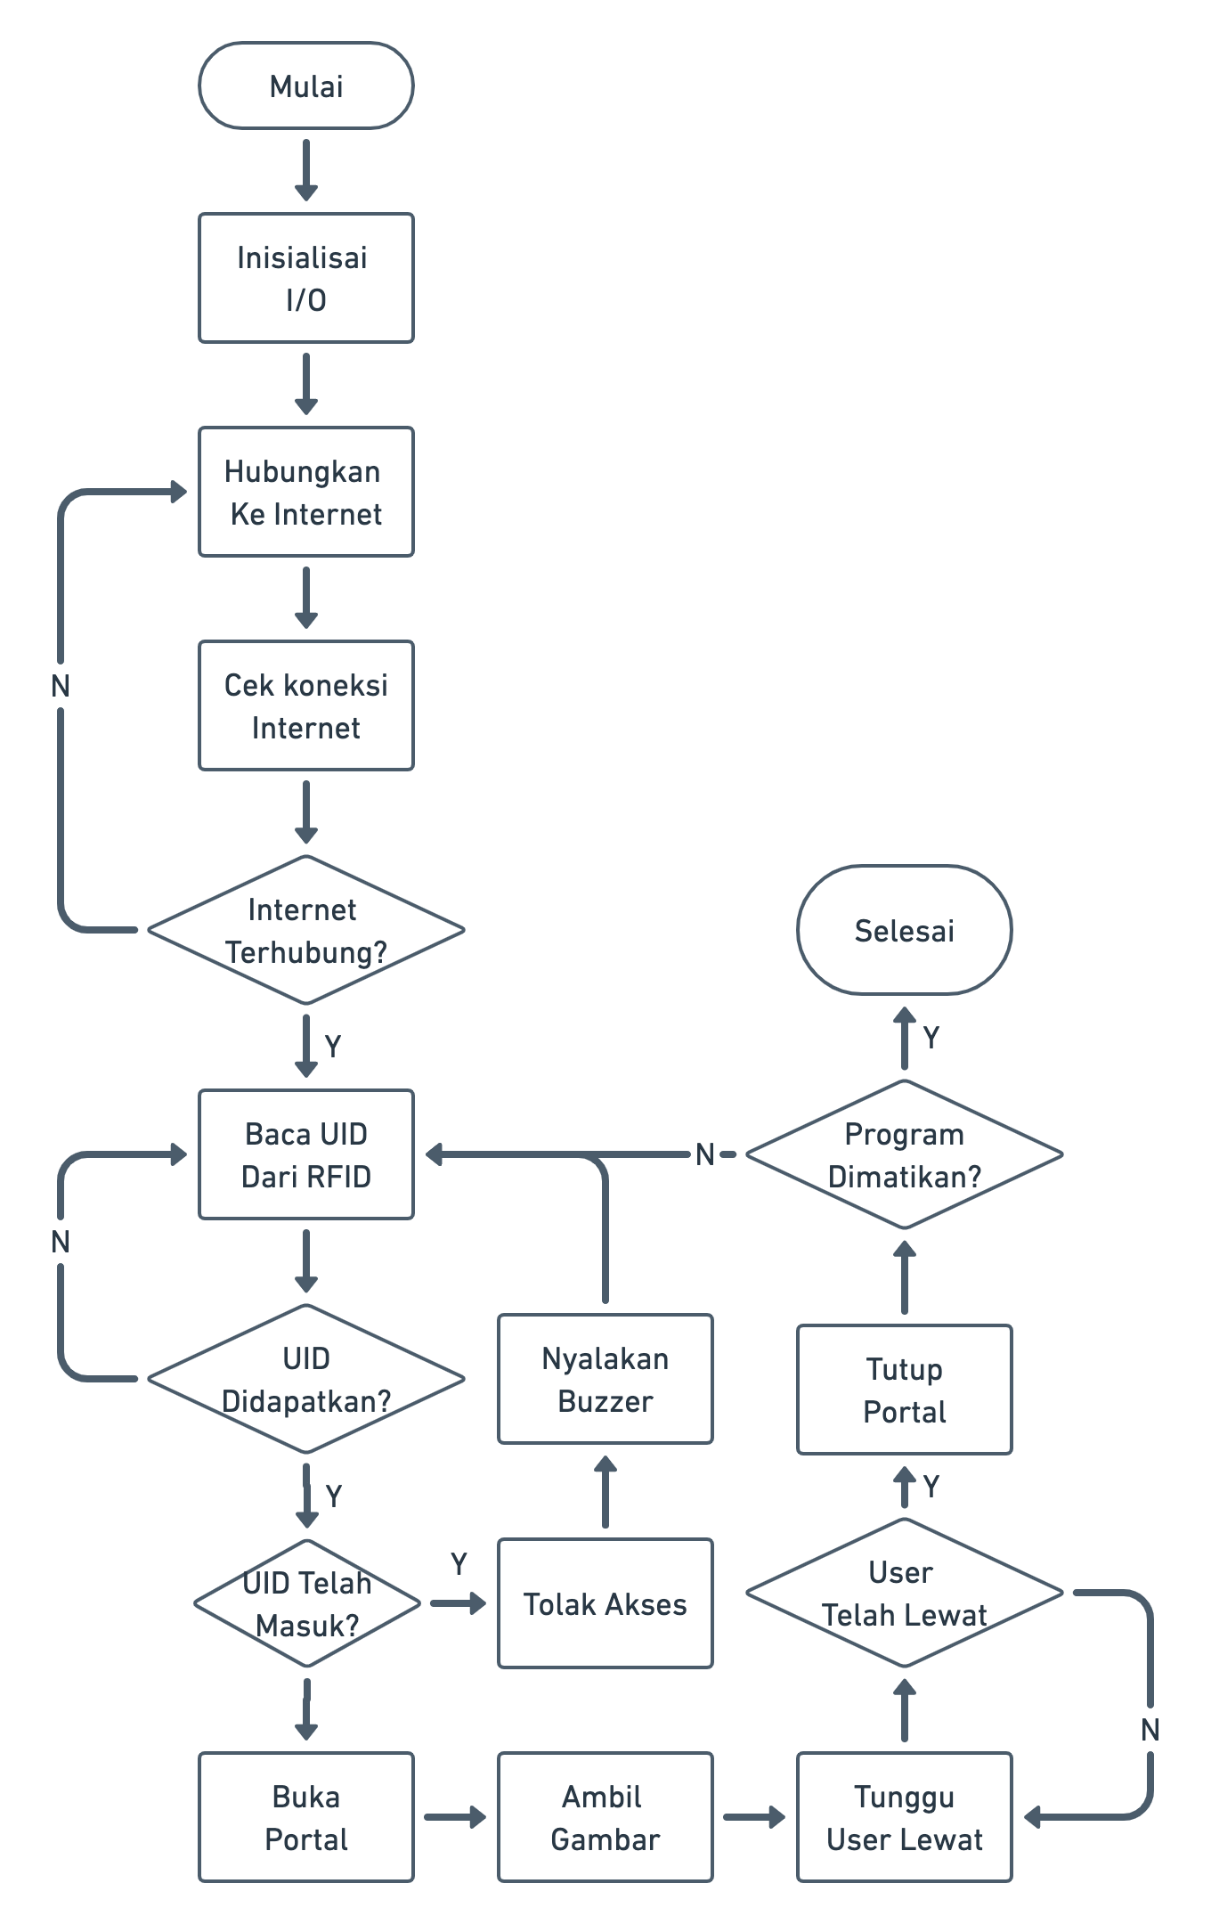 Mulai
Inisialisai
I/O
Hubungkan
Ke Internet
Cek koneksi
Internet
N
Internet
Terhubung?
Y
Baca UID
Dari RFID
N
UID
Didapatkan?
Y
UID Telah
Masuk?
Y
Tolak Akses
Nyalakan
Buzzer
Buka
Portal
Ambil
Gambar
Tunggu
User Lewat
User
Telah Lewat
N
Y
Tutup
Portal
Program
Dimatikan?
N
Y
Selesai